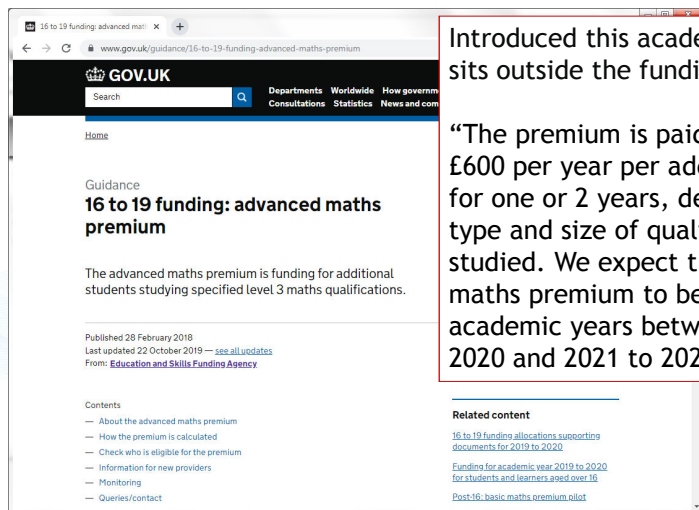 16 to 19 funding: advanced mat
www.gov.uk/guidance/16-to-19-funding-advanced-maths-premium
GOV.UK
Search
Departments Worldwide How governm
Consultations Statistics News and com
Home
Guidance
16 to 19 funding: advanced maths
premium
The advanced maths premium is funding for additional
students studying specified level 3 maths qualifications.
Published 28 February 2018
Last updated 22 October 2019 — see all updates
From: Education and Skills Funding Agency
Contents
— About the advanced maths premium
— How the premium is calculated
— Check who is eligible for the premium
— Information for new providers
— Monitoring
— Queries/contact
Introduced this acade
sits outside the fundi
“The premium is paid
£600 per year per ad
for one or 2 years, de
type and size of qual
studied. We expect t
maths premium to be
academic years betw
2020 and 2021 to 202
Related content
16 to 19 funding allocations supporting
documents for 2019 to 2020
Funding for academic year 2019 to 2020
for students and learners aged over 16
Post-16: basic maths premium pilot